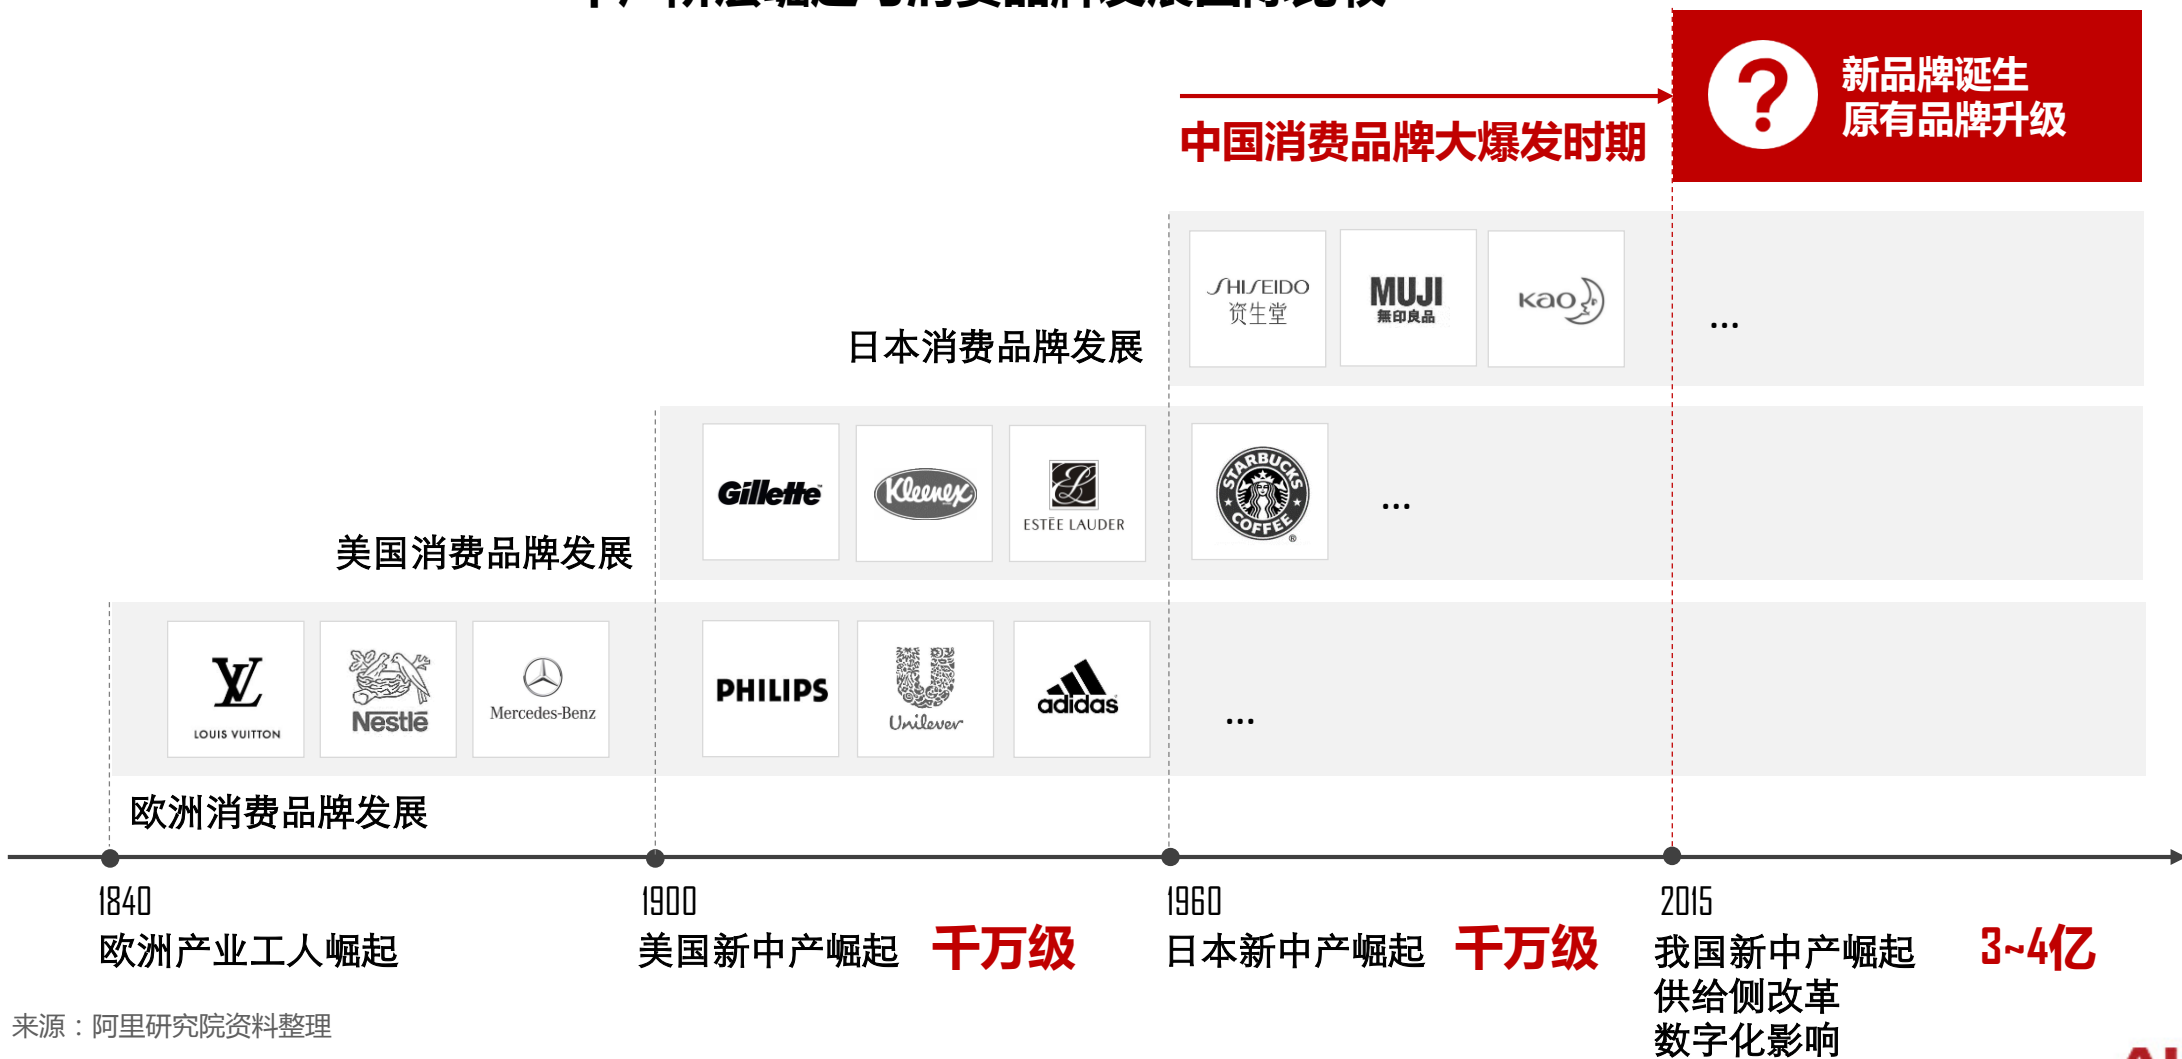 新品牌诞生
原有品牌升级
中国消费品牌大爆发时期
SHISEIDO
资生堂
MUJI
無印良品
Kao
...
日本消费品牌发展
Gillette
Kleenex
ESTĒE LAUDER
STARBUCKS
COFFEE
...
美国消费品牌发展
LV
LOUIS VUITTON
Nestlé
Mercedes-Benz
PHILIPS
Unilever
adidas
...
欧洲消费品牌发展
1840
欧洲产业工人崛起
1900
美国新中产崛起 千万级
1960
日本新中产崛起 千万级
2015
我国新中产崛起 3~4亿
供给侧改革
数字化影响
来源：阿里研究院资料整理